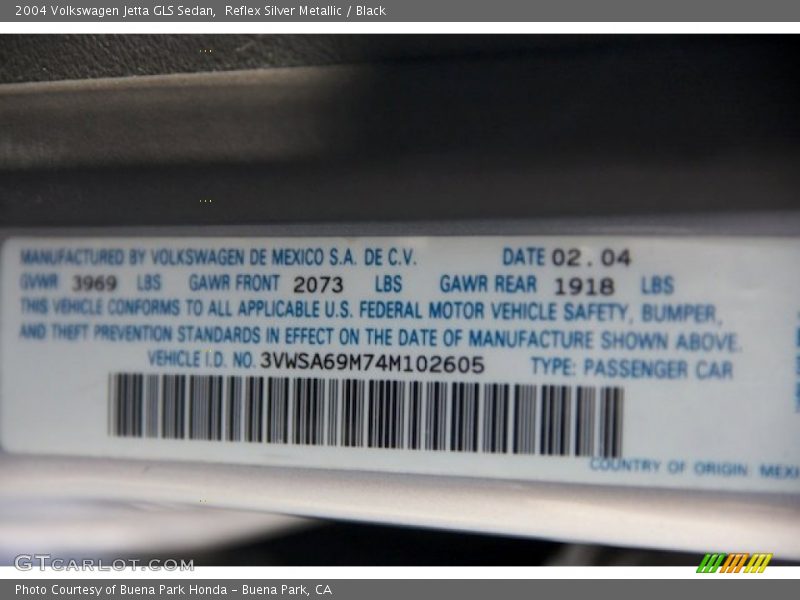 2004 Volkswagen Jetta GLS Sedan,  Reflex Silver Metallic / Black
MANUFACTURED BY VOLKSWAGEN DE MEXICO S.A. DE C.V. DATE 02.04
GVWR 3969 LBS GAWR FRONT 2073 LBS GAWR REAR 1918 LBS
THIS VEHICLE CONFORMS TO ALL APPLICABLE U.S. FEDERAL MOTOR VEHICLE SAFETY, BUMPER,
AND THEFT PREVENTION STANDARDS IN EFFECT ON THE DATE OF MANUFACTURE SHOWN ABOVE.
VEHICLE I.D. NO. 3VWSA69M74M102605 TYPE: PASSENGER CAR
COUNTRY OF ORIGIN: MEXI
GTCARLOT.COM
Photo Courtesy of Buena Park Honda - Buena Park, CA